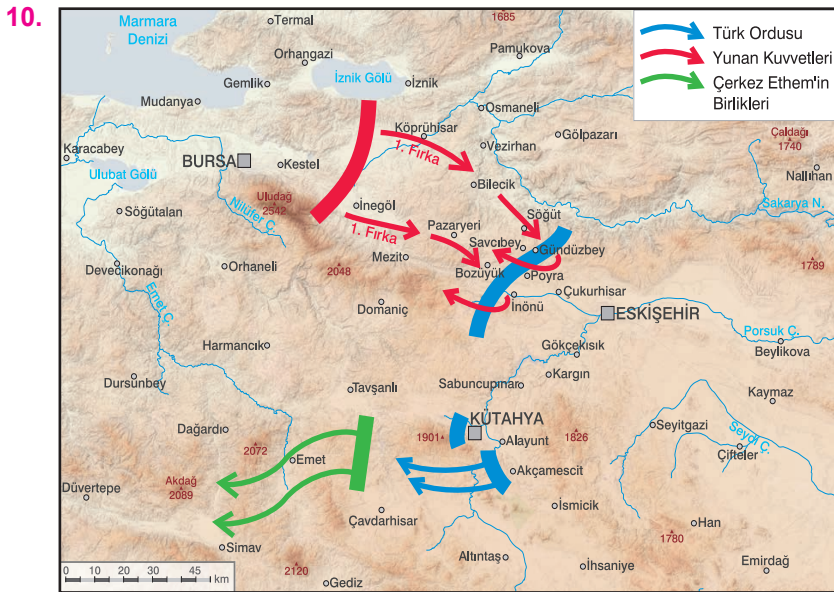 10.
Marmara
Denizi
Termal
Orhangazi
1685
Pamukova
Türk Ordusu
Yunan Kuvvetleri
Çerkez Ethem'in
Birlikleri
Gemlik
İznik Gölü
İznik
Mudanya
Osmaneli
Köprühisar
Gölpazarı
Karacabey
BURSA
Kestel
1. Fırka
Vezirhan
Çaldağı
1740
Nallıhan
Ulubat Gölü
Uludağ
2542
Bilecik
Sakarya N.
Söğütalan
Nilüfer Ç.
İnegöl
Söğüt
1. Fırka
Pazaryeri
Savcıbey
Gündüzbey
Devecikonağı
Orhaneli
2048
Mezit
Bozüyük
Poyra
1789
Emet Ç.
Domaniç
İnönü
Çukurhisar
ESKİŞEHİR
Porsuk Ç.
Harmancık
Gökçekısık
Beylikova
Dursunbey
Tavşanlı
Sabuncupınar
Kargın
Kaymaz
Dağardı
KÜTAHYA
Seyitgazi
Seydi Ç.
2072
1901
Alayunt
1826
Çifteler
Emet
Akdağ
2089
Akçamescit
Düvertepe
Çavdarhisar
İsmicik
Han
1780
Simav
Altıntaş
İhsaniye
Emirdağ
2120
Gediz
0 10 20 30 45
km